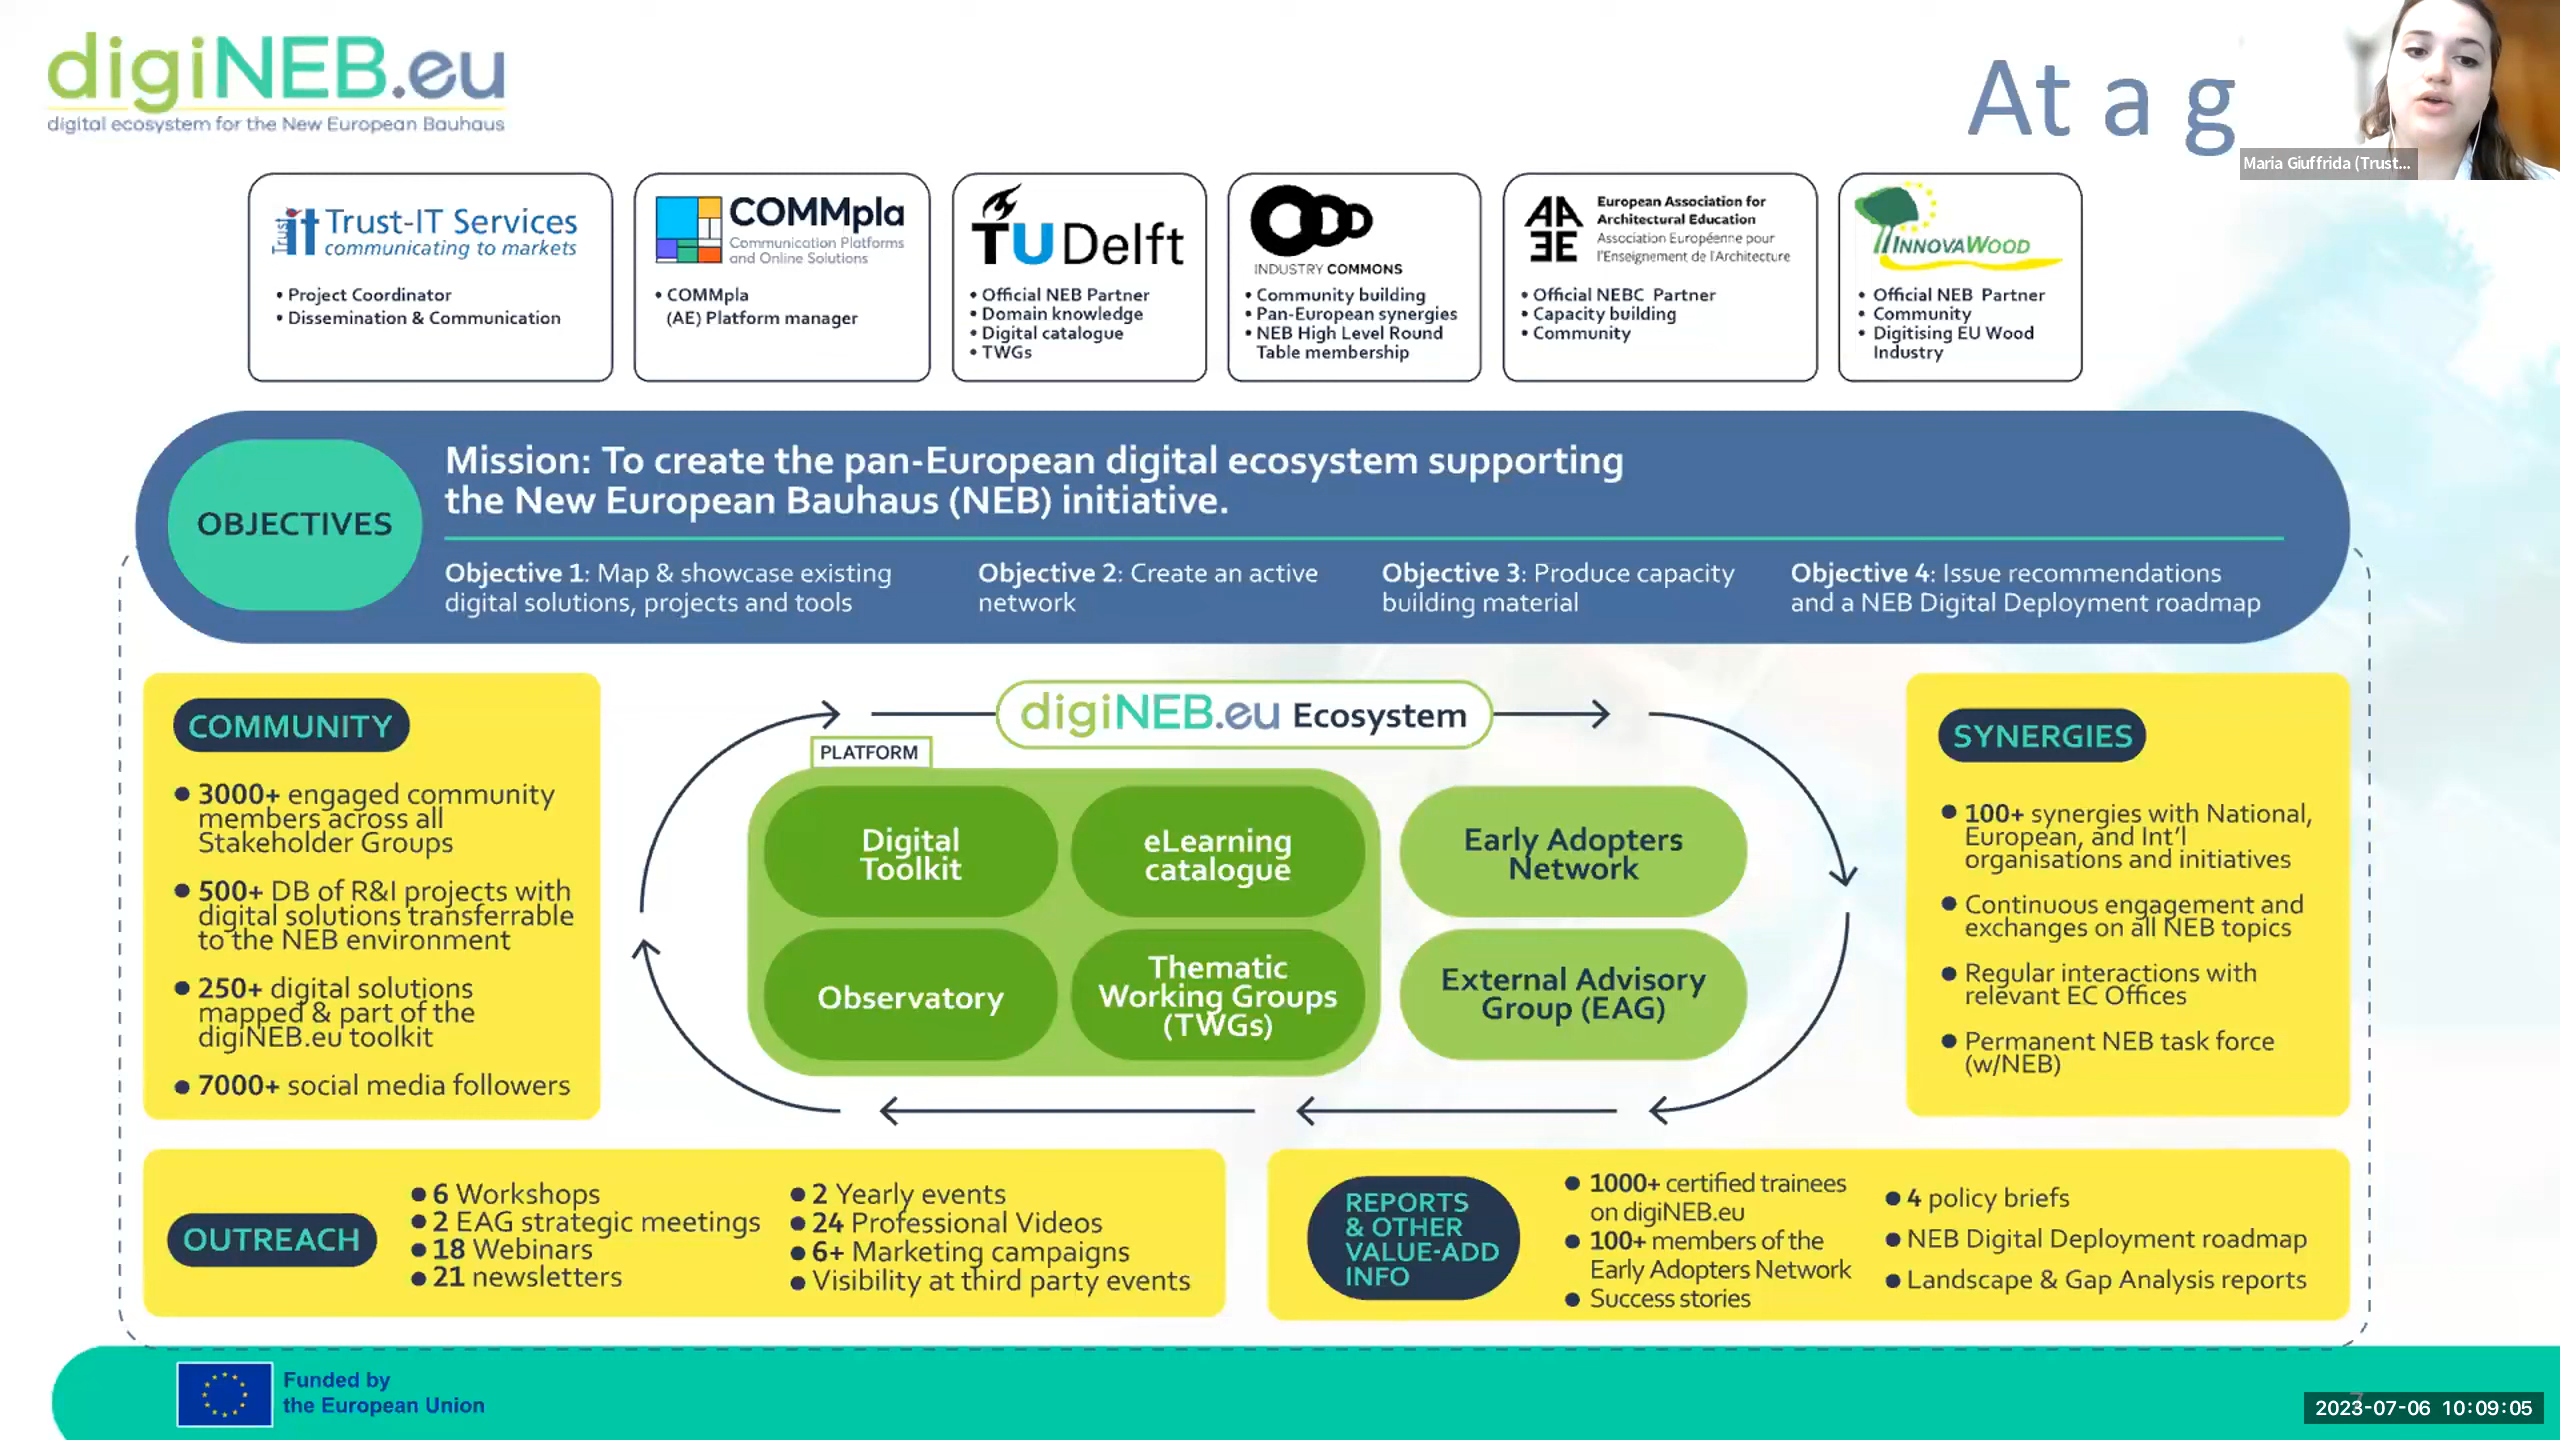 digiNEB.eu
digital ecosystem for the New European Bauhaus
At a g
Maria Giuffrida (Trust...
Trust-IT Services
communicating to markets
• Project Coordinator
• Dissemination & Communication
COMMpla
Communication Platforms
and Online Solutions
• COMMpla
(AE) Platform manager
TU Delft
• Official NEB Partner
• Domain knowledge
• Digital catalogue
• TWGs
INDUSTRY COMMONS
• Community building
• Pan-European synergies
• NEB High Level Round
Table membership
European Association for
Architectural Education
Association Européenne pour
l'Enseignement de l'Architecture
• Official NEBC Partner
• Capacity building
• Community
INNOVAWOOD
• Official NEB Partner
• Community
• Digitising EU Wood
Industry
OBJECTIVES
Mission: To create the pan-European digital ecosystem supporting
the New European Bauhaus (NEB) initiative.
Objective 1: Map & showcase existing
digital solutions, projects and tools
Objective 2: Create an active
network
Objective 3: Produce capacity
building material
Objective 4: Issue recommendations
and a NEB Digital Deployment roadmap
COMMUNITY
• 3000+ engaged community
members across all
Stakeholder Groups
• 500+ DB of R&I projects with
digital solutions transferrable
to the NEB environment
• 250+ digital solutions
mapped & part of the
digiNEB.eu toolkit
• 7000+ social media followers
digiNEB.eu Ecosystem
PLATFORM
Digital
Toolkit
eLearning
catalogue
Early Adopters
Network
Observatory
Thematic
Working Groups
(TWGs)
External Advisory
Group (EAG)
SYNERGIES
• 100+ synergies with National,
European, and Int'l
organisations and initiatives
• Continuous engagement and
exchanges on all NEB topics
• Regular interactions with
relevant EC Offices
• Permanent NEB task force
(w/NEB)
OUTREACH
• 6 Workshops
• 2 EAG strategic meetings
• 18 Webinars
• 21 newsletters
• 2 Yearly events
• 24 Professional Videos
• 6+ Marketing campaigns
• Visibility at third party events
REPORTS
& OTHER
VALUE-ADD
INFO
• 1000+ certified trainees
on digiNEB.eu
• 100+ members of the
Early Adopters Network
• Success stories
• 4 policy briefs
• NEB Digital Deployment roadmap
• Landscape & Gap Analysis reports
Funded by
the European Union
2023-07-06 10:09:05